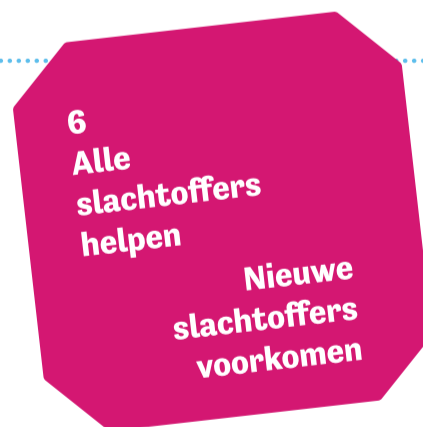 6
Alle
slachtoffers
helpen
Nieuwe
slachtoffers
voorkomen